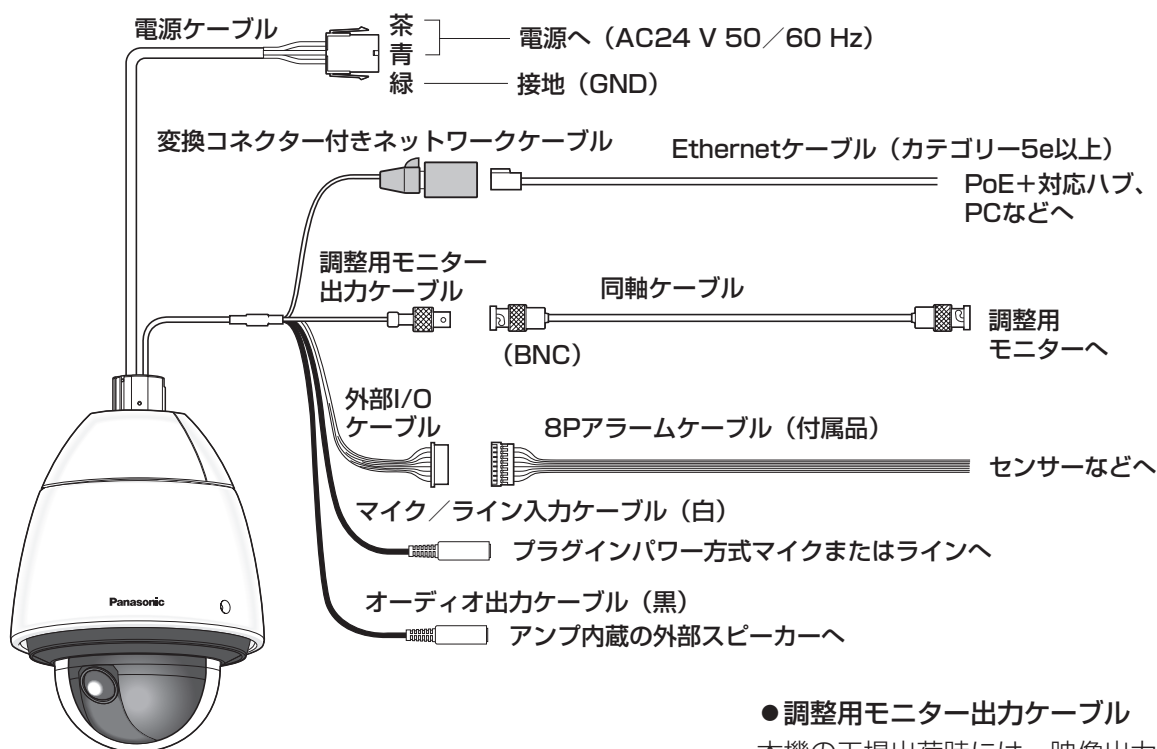 電源ケーブル
茶
青
緑
電源へ（AC24 V 50／60 Hz）
接地（GND）
変換コネクター付きネットワークケーブル
Ethernetケーブル（カテゴリー5e以上）
PoE＋対応ハブ、
PCなどへ
調整用モニター
出力ケーブル
同軸ケーブル
（BNC）
調整用
モニターへ
外部I/O
ケーブル
8Pアラームケーブル（付属品）
センサーなどへ
マイク／ライン入力ケーブル（白）
プラグインパワー方式マイクまたはラインへ
オーディオ出力ケーブル（黒）
アンプ内蔵の外部スピーカーへ
Panasonic
●調整用モニター出力ケーブル